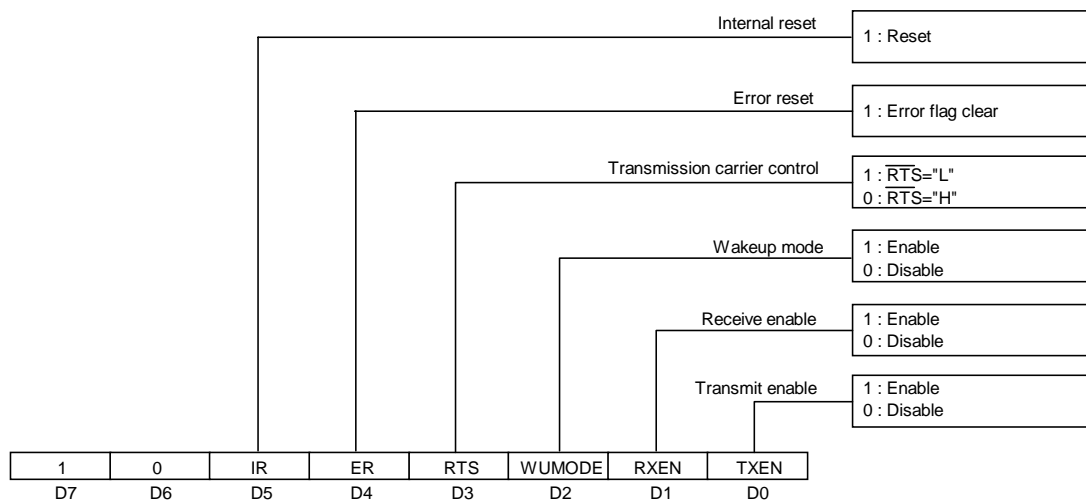 Internal reset
1 : Reset
Error reset
1 : Error flag clear
Transmission carrier control
1 : R̅T̅S̅="L"
0 : R̅T̅S̅="H"
Wakeup mode
1 : Enable
0 : Disable
Receive enable
1 : Enable
0 : Disable
Transmit enable
1 : Enable
0 : Disable
1 0 IR ER RTS WUMODE RXEN TXEN
D7 D6 D5 D4 D3 D2 D1 D0